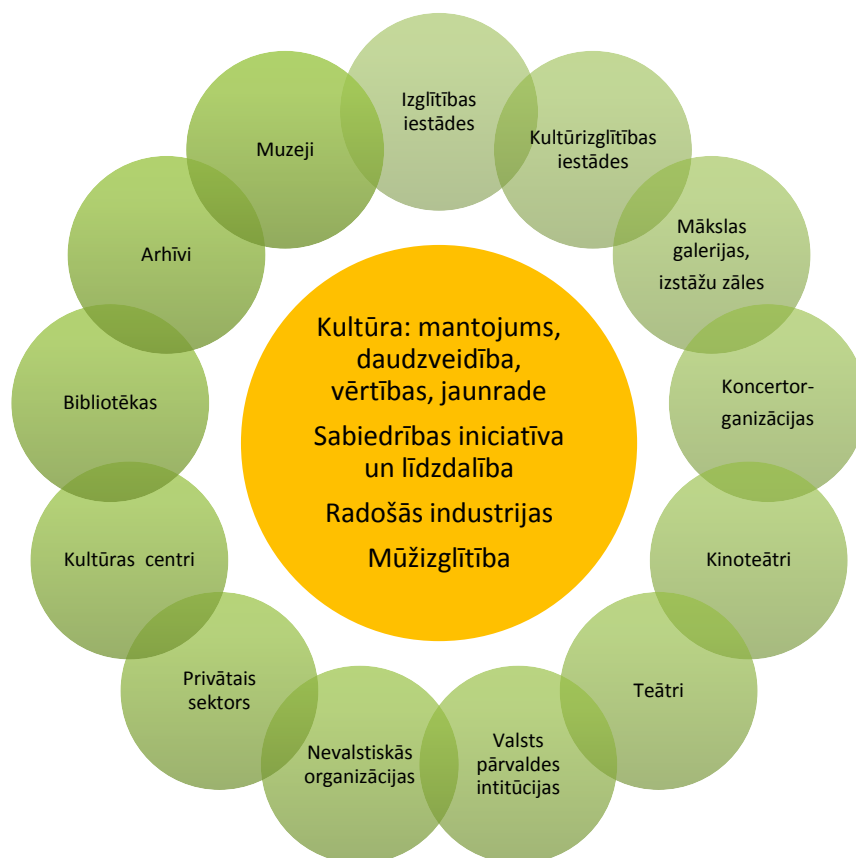 Izglītības
iestādes
Kultūrizglītības
iestādes
Mākslas
galerijas,
izstāžu zāles
Koncertor-
ganizācijas
Kinoteātri
Teātri
Valsts
pārvaldes
intitūcijas
Nevalstiskās
organizācijas
Privātais
sektors
Kultūras centri
Bibliotēkas
Arhīvi
Muzeji
Kultūra: mantojums,
daudzveidība,
vērtības, jaunrade
Sabiedrības iniciatīva
un līdzdalība
Radošās industrijas
Mūžizglītība